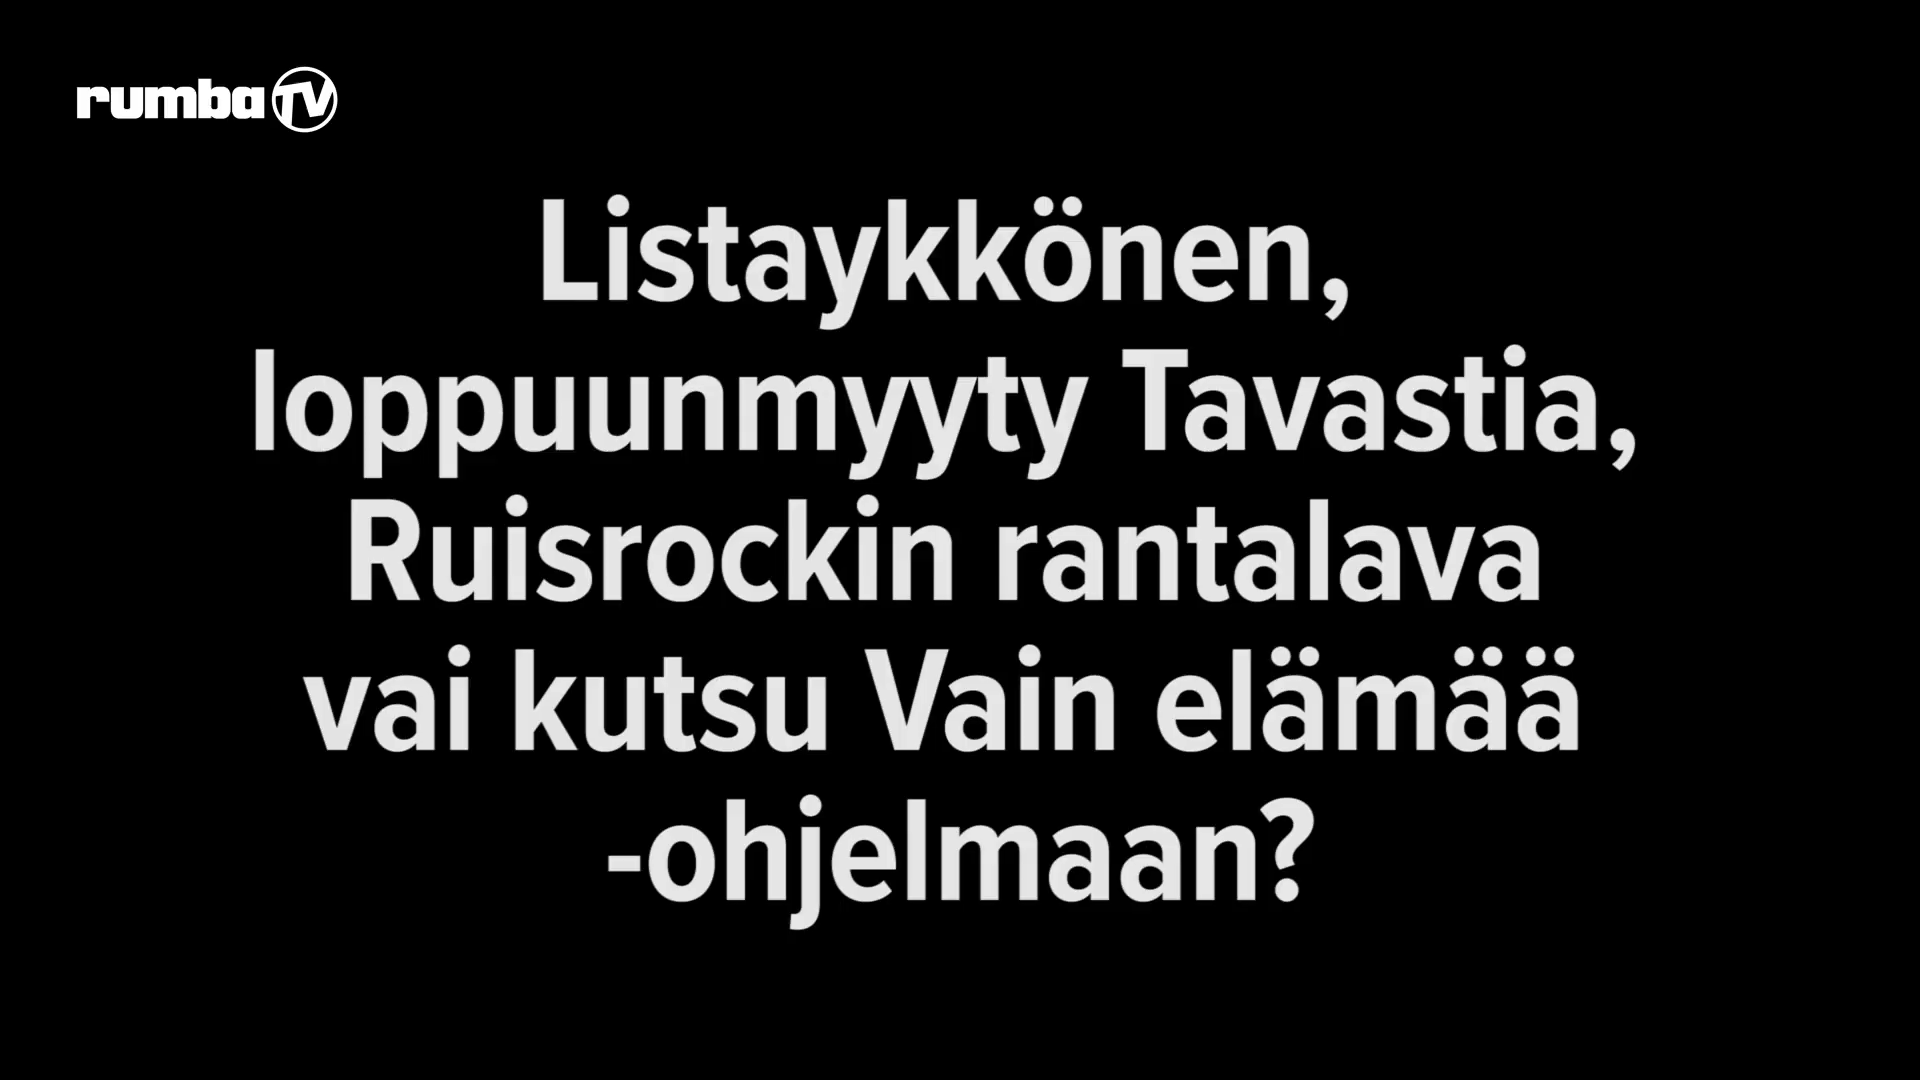 rumba TV
Listaykkönen,
loppuunmyyty Tavastia,
Ruisrockin rantalava
vai kutsu Vain elämää
-ohjelmaan?